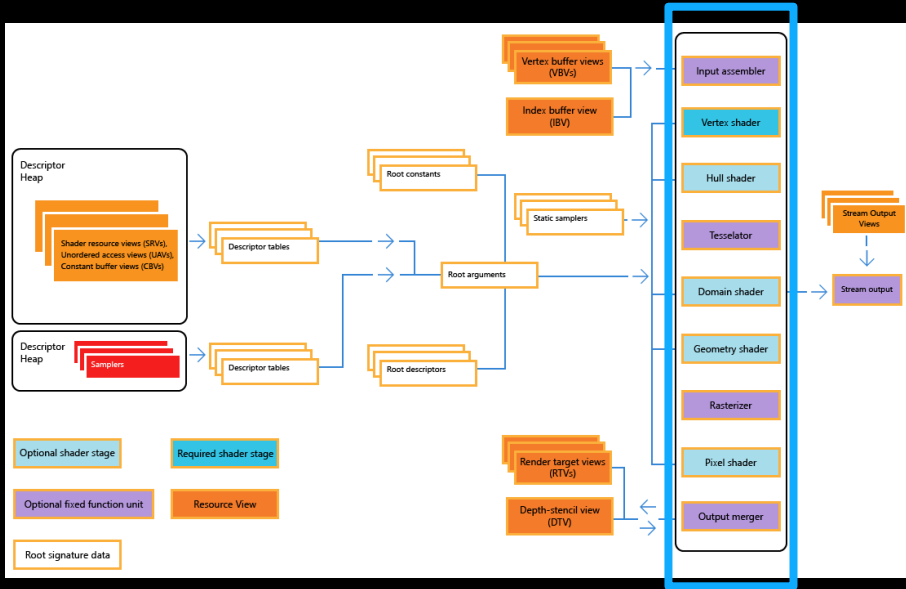 Descriptor
Heap
Shader resource views (SRVs),
Unordered access views (UAVs),
Constant buffer views (CBVs)
Descriptor
Heap
Samplers
Descriptor tables
Descriptor tables
Root constants
Root arguments
Root descriptors
Vertex buffer views
(VBVs)
Index buffer view
(IBV)
Static samplers
Render target views
(RTVs)
Depth-stencil view
(DTV)
Input assembler
Vertex shader
Hull shader
Tesselator
Domain shader
Geometry shader
Rasterizer
Pixel shader
Output merger
Stream Output
Views
Stream output
Optional shader stage
Required shader stage
Optional fixed function unit
Resource View
Root signature data